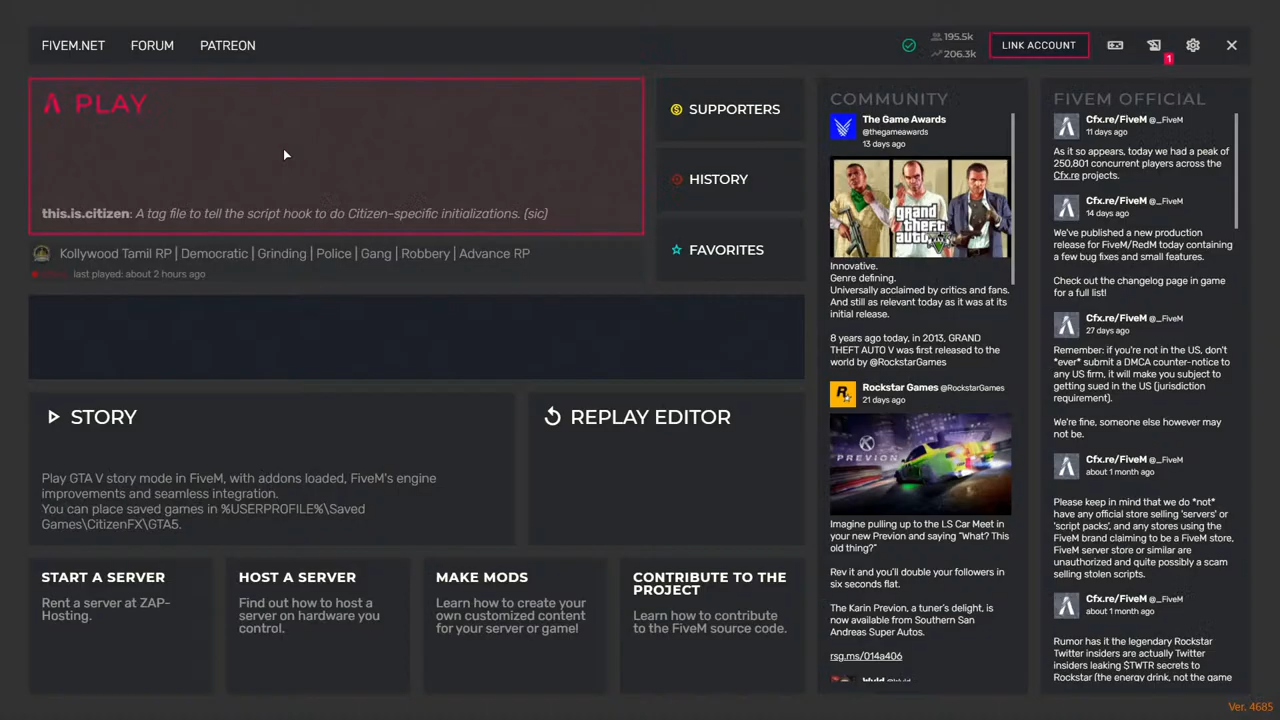 FIVEM.NET
FORUM
PATREON
195.5k
206.3k
LINK ACCOUNT
1
PLAY
this.is.citizen: A tag file to tell the script hook to do Citizen-specific initializations. (sic)
Kollywood Tamil RP | Democratic | Grinding | Police | Gang | Robbery | Advance RP
last played: about 2 hours ago
SUPPORTERS
HISTORY
FAVORITES
STORY
Play GTA V story mode in FiveM, with addons loaded, FiveM's engine
improvements and seamless integration.
You can place saved games in %USERPROFILE%\Saved
Games\CitizenFX\GTA5.
REPLAY EDITOR
START A SERVER
Rent a server at ZAP-
Hosting.
HOST A SERVER
Find out how to host a
server on hardware you
control.
MAKE MODS
Learn how to create your
own customized content
for your server or game!
CONTRIBUTE TO THE
PROJECT
Learn how to contribute
to the FiveM source code.
COMMUNITY
The Game Awards
@thegameawards
13 days ago
grand
theft
auto
Innovative.
Genre defining.
Universally acclaimed by critics and fans.
And still as relevant today as it was at its
initial release.
8 years ago today, in 2013, GRAND
THEFT AUTO V was first released to the
world by @RockstarGames
Rockstar Games @RockstarGames
21 days ago
PREVION
Imagine pulling up to the LS Car Meet in
your new Previon and saying "What? This
old thing?"
Rev it and you'll double your followers in
six seconds flat.
The Karin Previon, a tuner's delight, is
now available from Southern San
Andreas Super Autos.
rsg.ms/014a406
FIVEM OFFICIAL
Cfx.re/FiveM @_FiveM
11 days ago
As it so appears, today we had a peak of
250,801 concurrent players across the
Cfx.re projects.
Cfx.re/FiveM @_FiveM
14 days ago
We've published a new production
release for FiveM/RedM today containing
a few bug fixes and small features.
Check out the changelog page in game
for a full list!
Cfx.re/FiveM @_FiveM
27 days ago
Remember: if you're not in the US, don't
*ever* submit a DMCA counter-notice to
any US firm, it will make you subject to
getting sued in the US (jurisdiction
requirement).
We're fine, someone else however may
not be.
Cfx.re/FiveM @_FiveM
about 1 month ago
Please keep in mind that we do *not*
have any official store selling 'servers' or
'script packs', and any stores using the
FiveM brand claiming to be a FiveM store,
FiveM server store or similar are
unauthorized and quite possibly a scam
selling stolen scripts.
Cfx.re/FiveM @_FiveM
about 1 month ago
Rumor has it the legendary Rockstar
Twitter insiders are actually Twitter
insiders leaking $TWTR secrets to
Rockstar (the energy drink, not the game
Ver. 4685